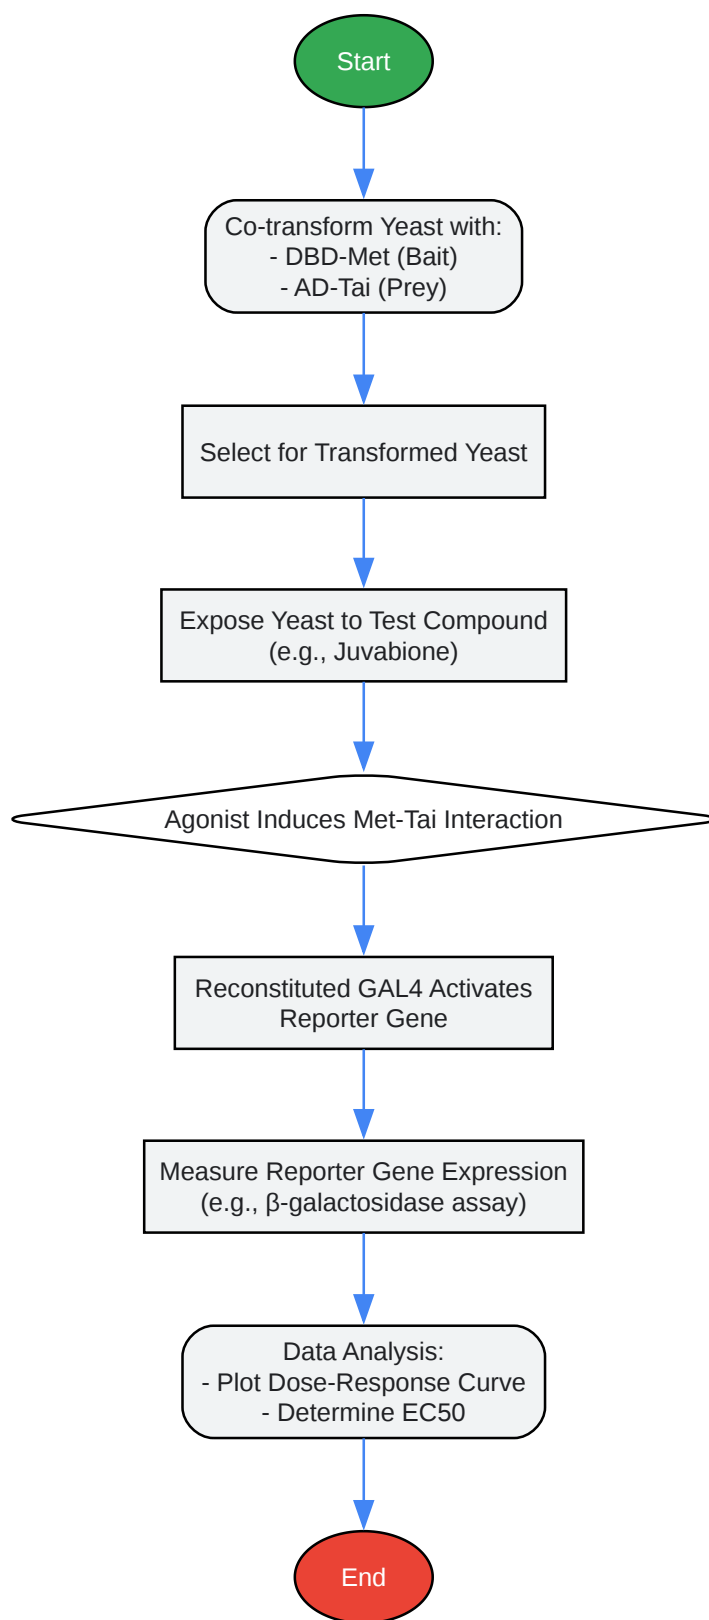 Start
Co-transform Yeast with:
- DBD-Met (Bait)
- AD-Tai (Prey)
Select for Transformed Yeast
Expose Yeast to Test Compound
(e.g., Juvabione)
Agonist Induces Met-Tai Interaction
Reconstituted GAL4 Activates
Reporter Gene
Measure Reporter Gene Expression
(e.g., β-galactosidase assay)
Data Analysis:
- Plot Dose-Response Curve
- Determine EC50
End